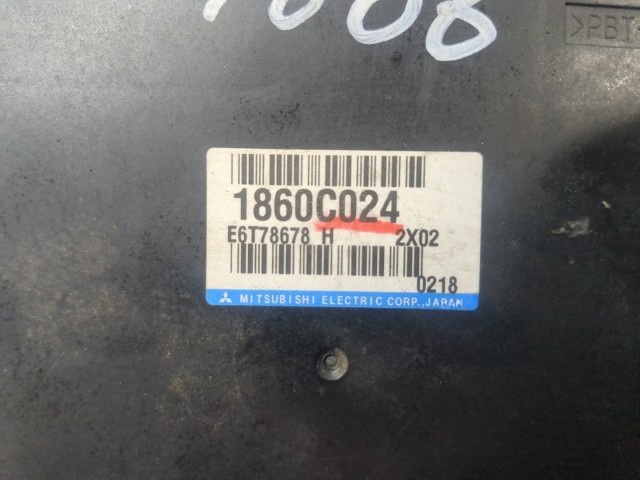 >PBT
1860C024
E6T78678 H 2X02
0218
MITSUBISHI ELECTRIC CORP., JAPAN